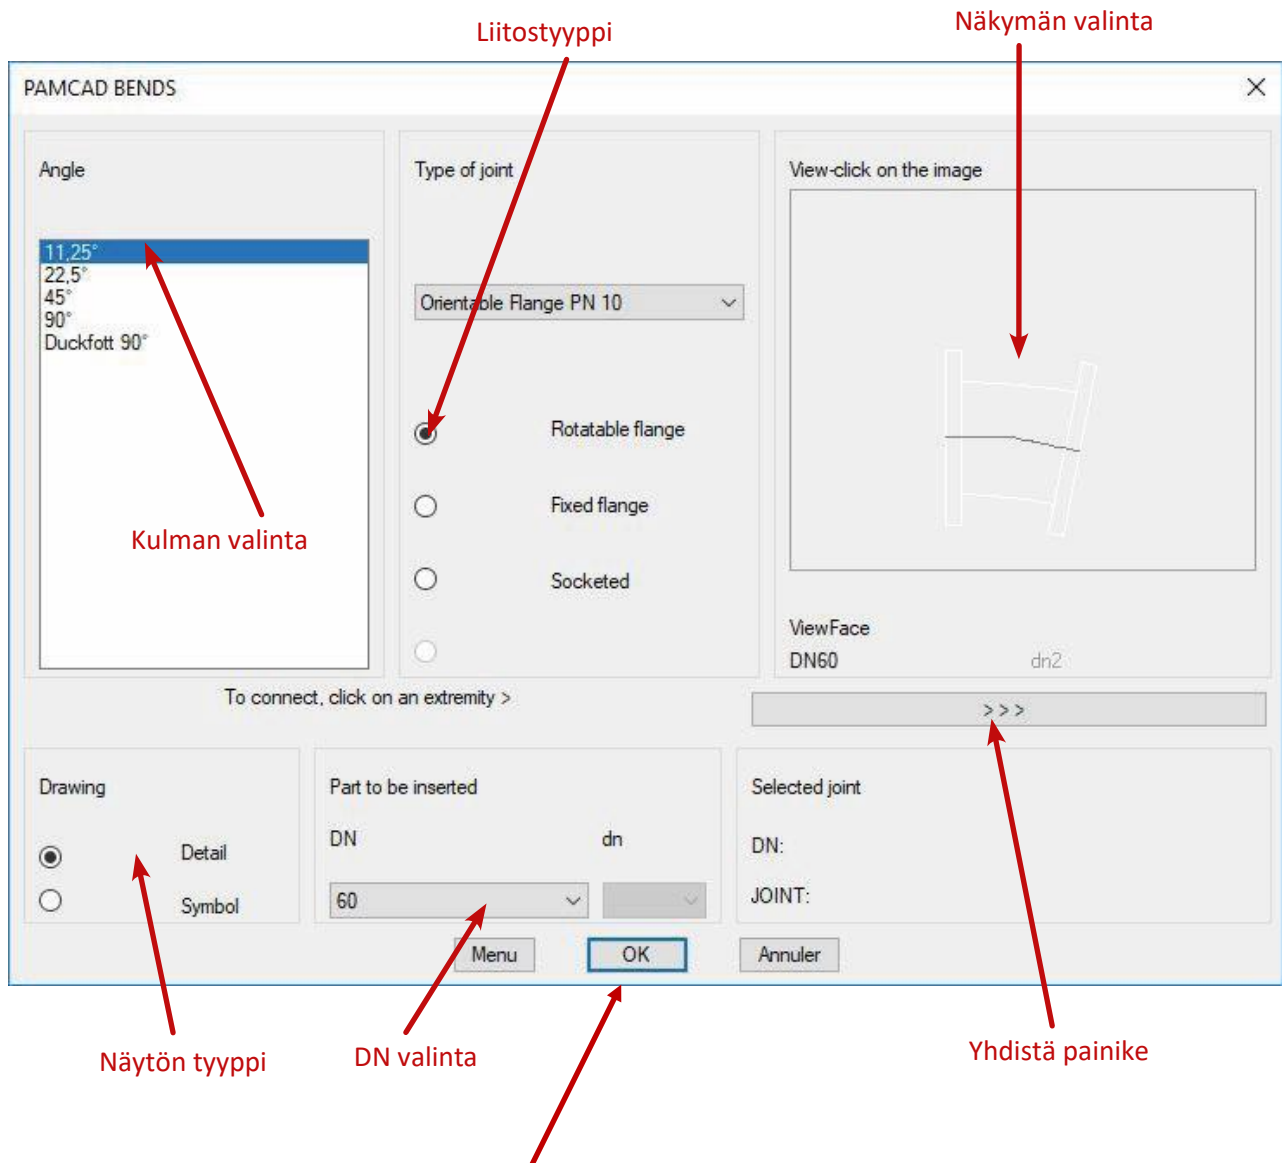 Liitostyyppi
Näkymän valinta
PAMCAD BENDS
Angle
11,25°
22,5°
45°
90°
Duckfott 90°
Kulman valinta
Type of joint
Orientable Flange PN 10
Rotatable flange
Fixed flange
Socketed
View-click on the image
ViewFace
DN60 dn2
To connect, click on an extremity >
>>>
Drawing
Detail
Symbol
Part to be inserted
DN dn
60
Selected joint
DN:
JOINT:
Menu OK Annuler
Näytön tyyppi
DN valinta
Yhdistä painike